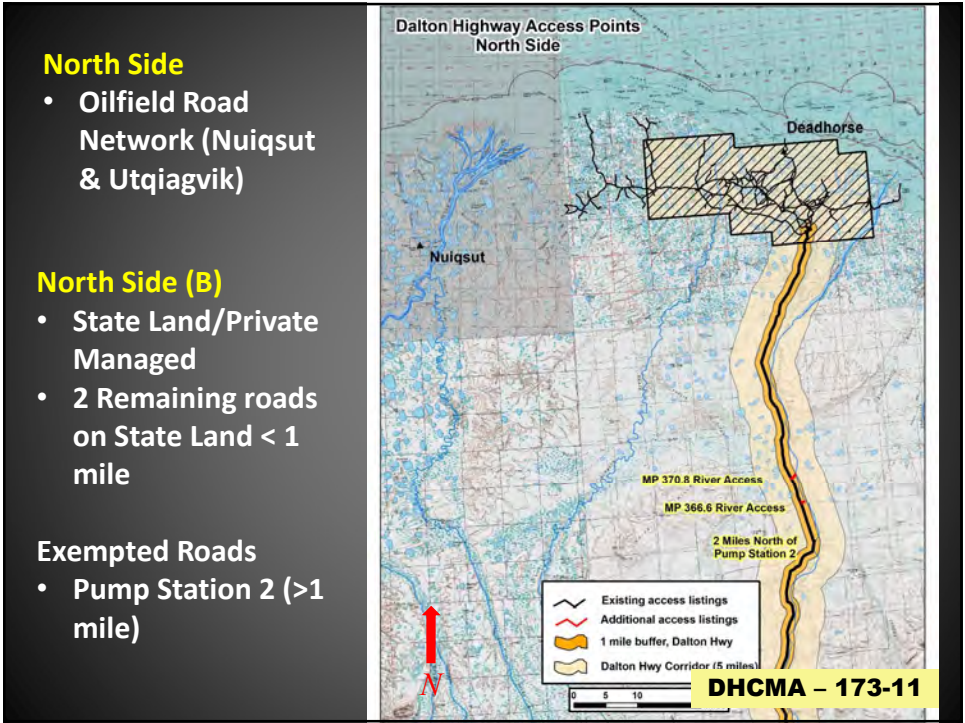 North Side
• Oilfield Road
Network (Nuiqsut
& Utqiagvik)
North Side (B)
• State Land/Private
Managed
• 2 Remaining roads
on State Land < 1
mile
Exempted Roads
• Pump Station 2 (>1
mile)
Dalton Highway Access Points
North Side
Deadhorse
Nuiqsut
MP 370.8 River Access
MP 366.6 River Access
2 Miles North of
Pump Station 2
Existing access listings
Additional access listings
1 mile buffer, Dalton Hwy
Dalton Hwy Corridor (5 miles)
0 5 10
N
DHCMA – 173-11